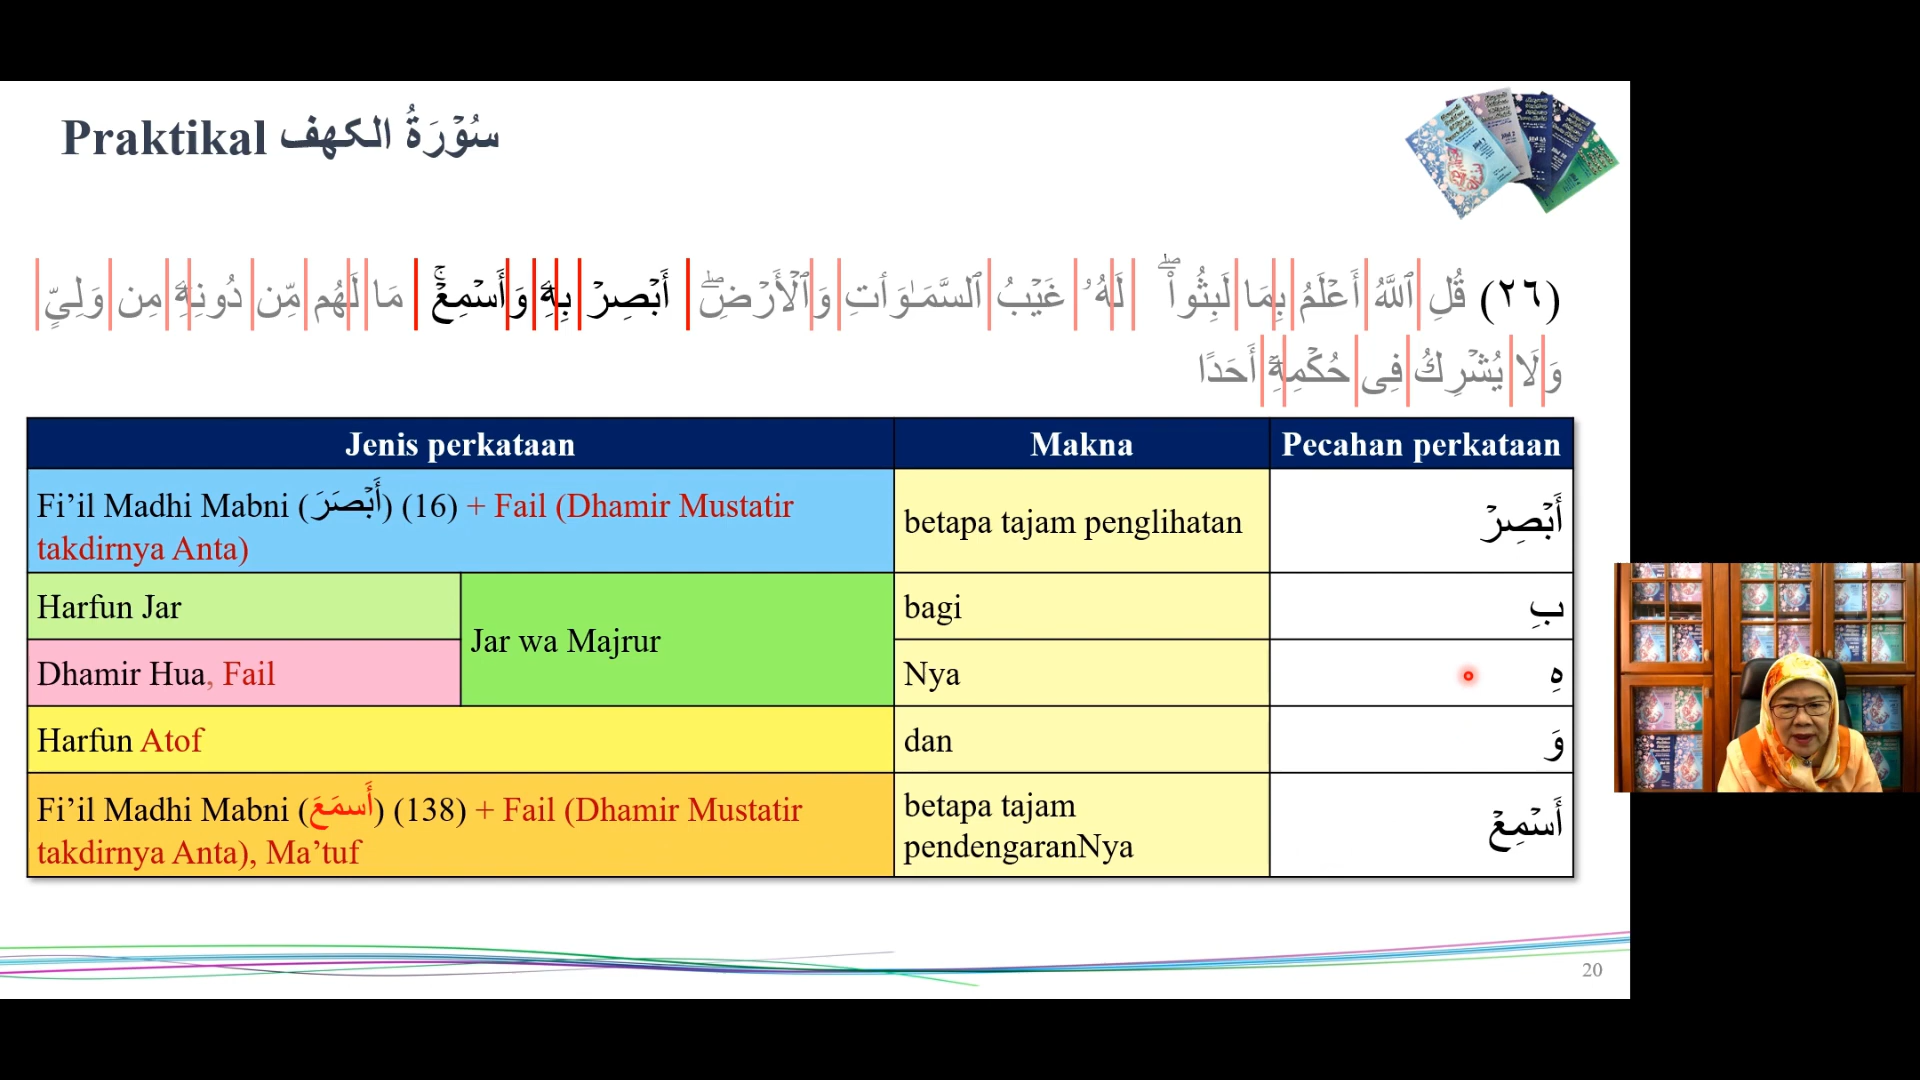 Praktikal سُوْرَةُ الكهف
(٢٦) قُلِ ٱللَّهُ أَعْلَمُ بِمَا لَبِثُوا۟ ۖ لَهُۥ غَيْبُ ٱلسَّمَـٰوَٲتِ وَٱلْأَرْضِ ۖ أَبْصِرْ بِهِۦ وَأَسْمِعْ ۚ مَا لَهُم مِّن دُونِهِۦ مِن وَلِىٍّ
وَلَا يُشْرِكُ فِى حُكْمِهِۦٓ أَحَدًا
Jenis perkataan Makna Pecahan perkataan
Fi’il Madhi Mabni (أَبْصَرَ) (16) + Fail (Dhamir Mustatir
takdirnya Anta)
betapa tajam penglihatan
أَبْصِرْ
Harfun Jar
Jar wa Majrur
bagi
بِ
Dhamir Hua, Fail
Nya
هِ
Harfun Atof
dan
وَ
Fi’il Madhi Mabni (أَسمَعَ) (138) + Fail (Dhamir Mustatir
takdirnya Anta), Ma’tuf
betapa tajam
pendengaranNya
أَسْمِعْ
20